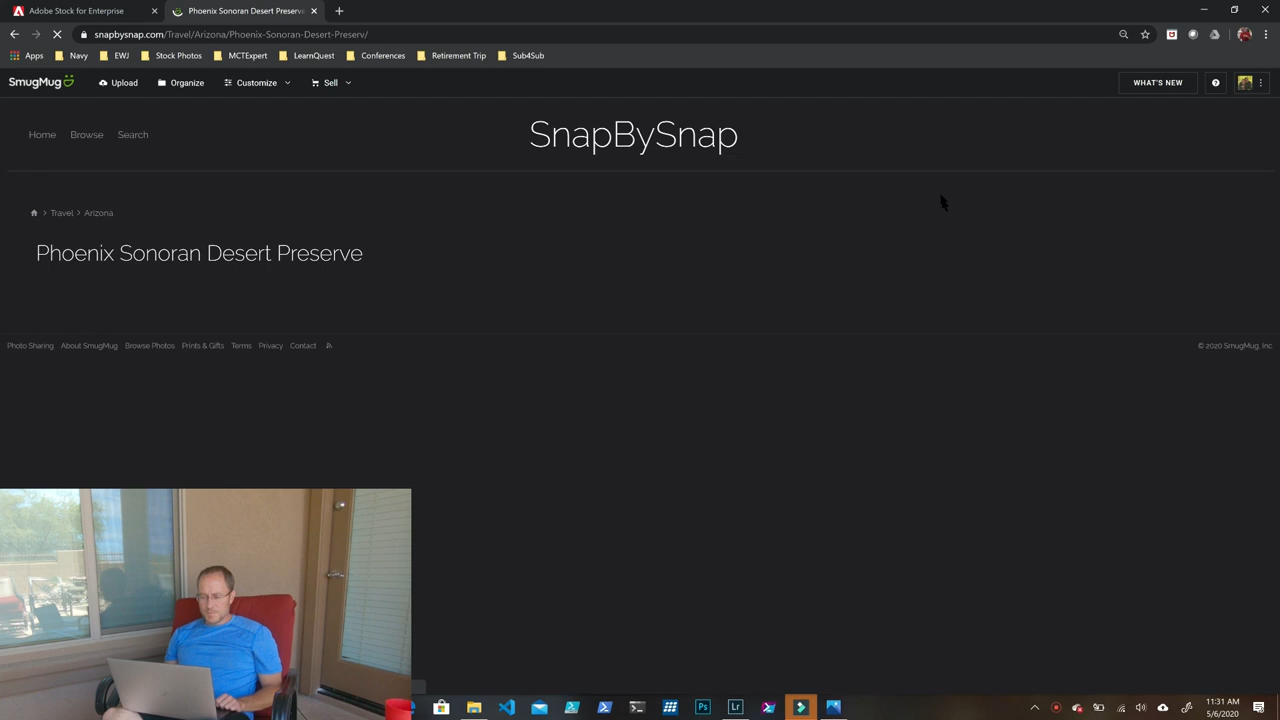 Adobe Stock for Enterprise
Phoenix Sonoran Desert Preserve
snapbysnap.com/Travel/Arizona/Phoenix-Sonoran-Desert-Preserv/
Apps Navy EWJ Stock Photos MCTExpert LearnQuest Conferences Retirement Trip Sub4Sub
SmugMug Upload Organize Customize Sell WHAT'S NEW
Home Browse Search
SnapBySnap
Travel Arizona
Phoenix Sonoran Desert Preserve
Photo Sharing About SmugMug Browse Photos Prints & Gifts Terms Privacy Contact © 2020 SmugMug, Inc.
Ps Lr
11:31 AM
5/6/2020